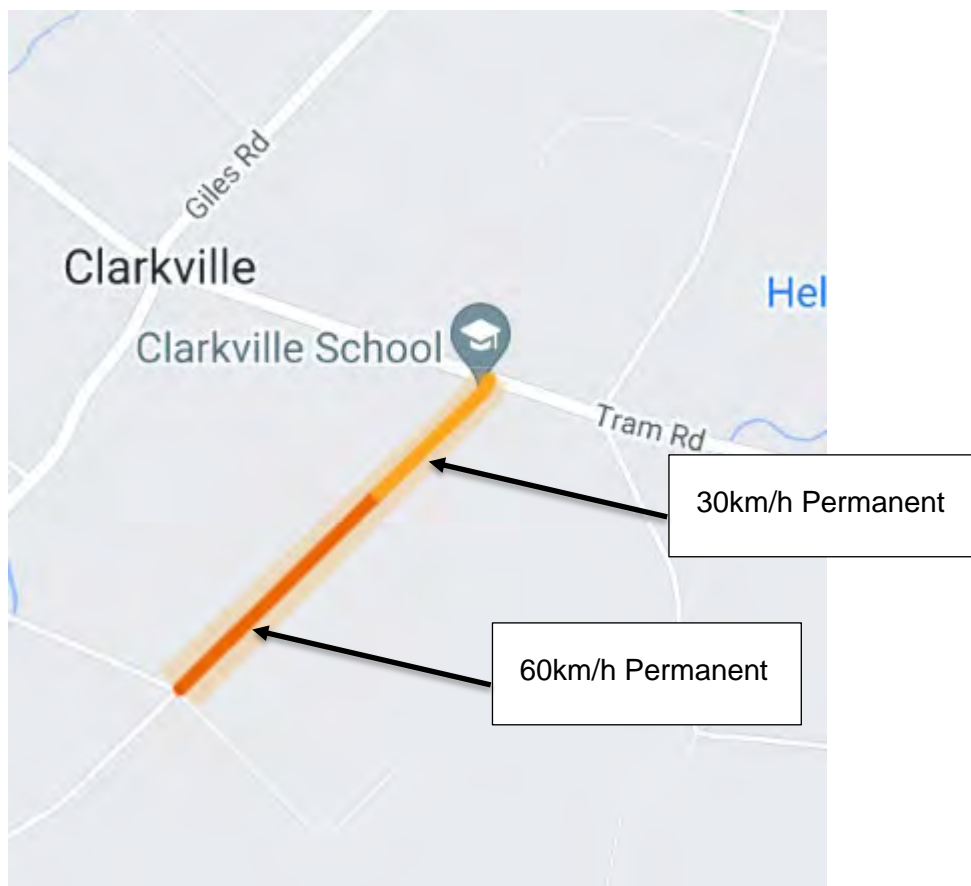 Giles Rd
Clarkville
Hel
Clarkville School
Tram Rd
30km/h Permanent
60km/h Permanent